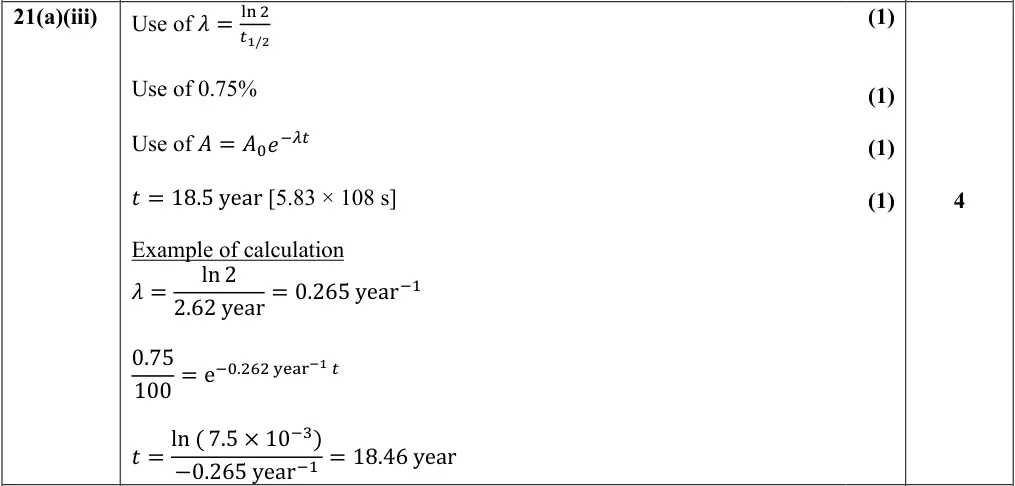 21(a)(iii) Use of λ = ln 2 / t₁/₂ (1)
Use of 0.75% (1)
Use of A = A₀e^(−λt) (1)
t = 18.5 year [5.83 × 108 s] (1) 4
Example of calculation
λ = ln 2 / 2.62 year = 0.265 year⁻¹
0.75 / 100 = e^(−0.262 year⁻¹ t)
t = ln ( 7.5 × 10⁻³) / −0.265 year⁻¹ = 18.46 year